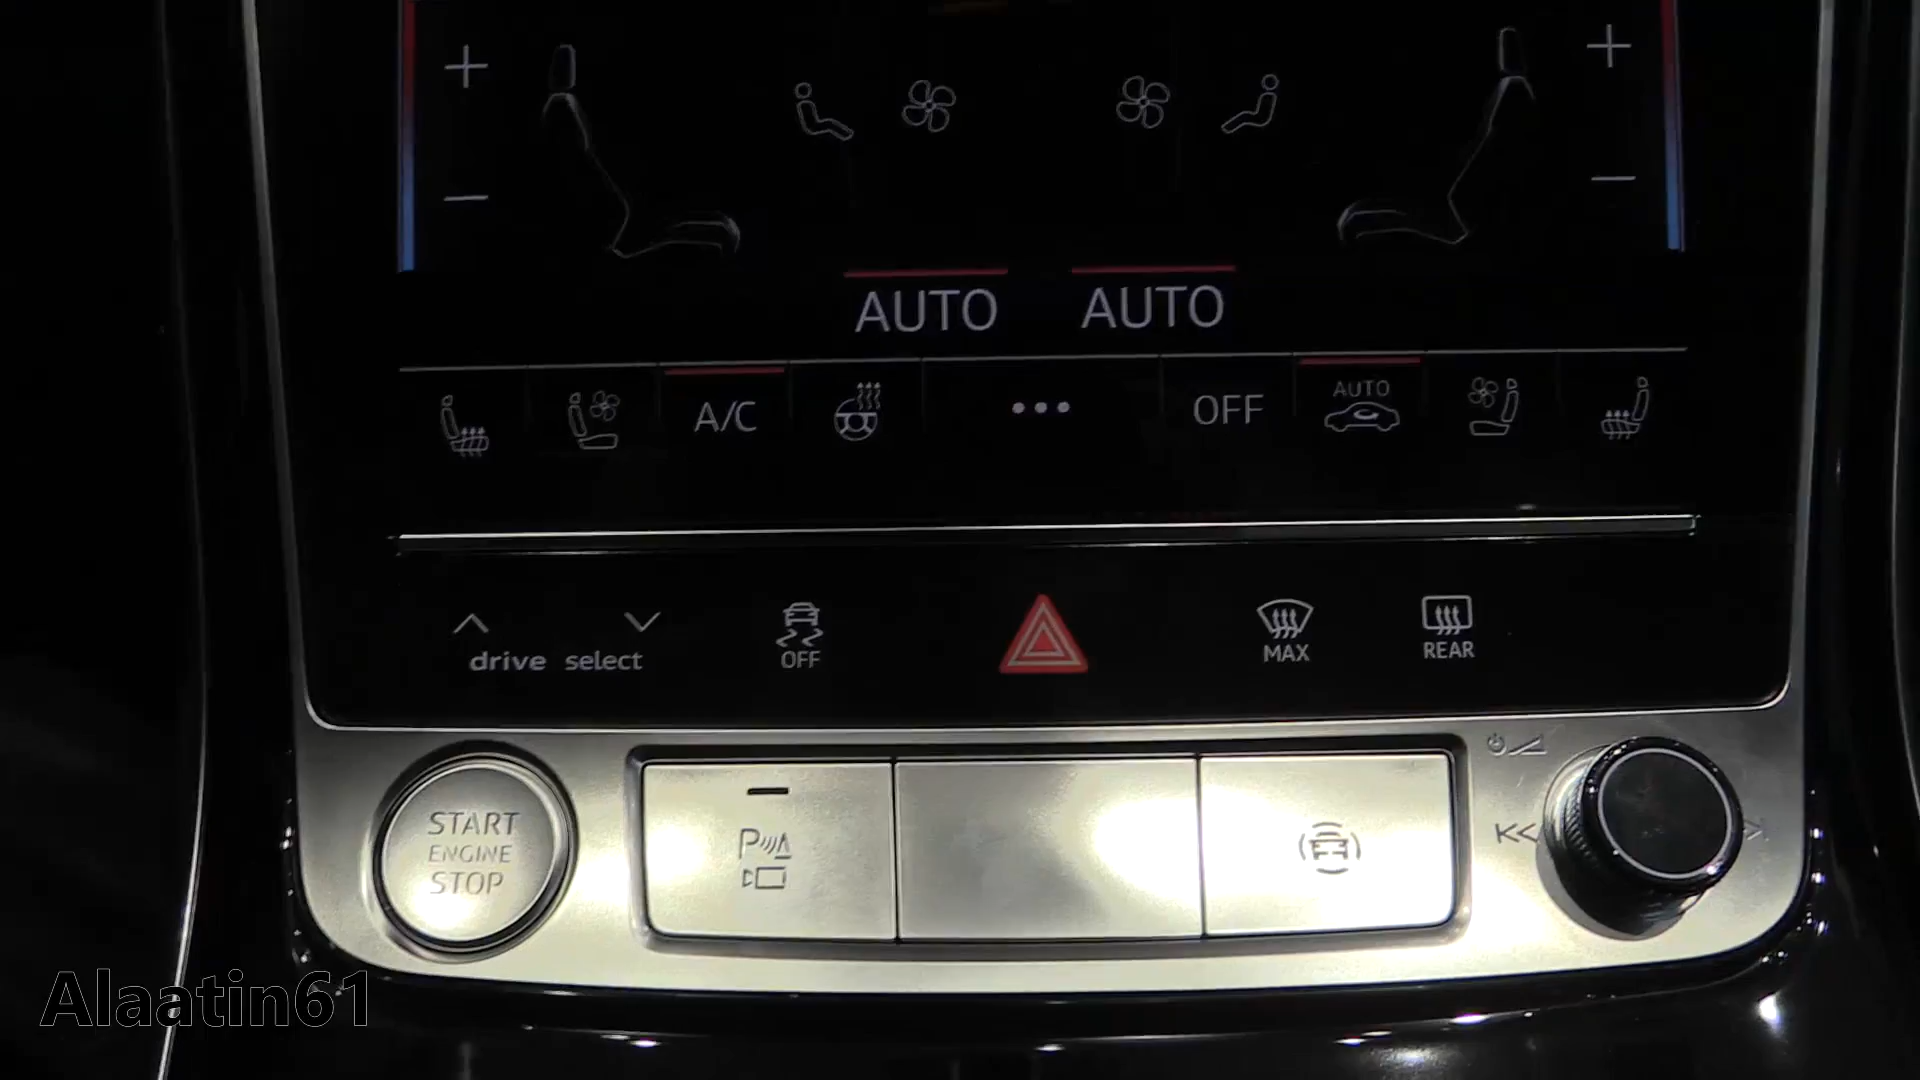 AUTO AUTO
A/C
OFF
AUTO
drive select
OFF
MAX
REAR
START
ENGINE
STOP
P
Alaatin61